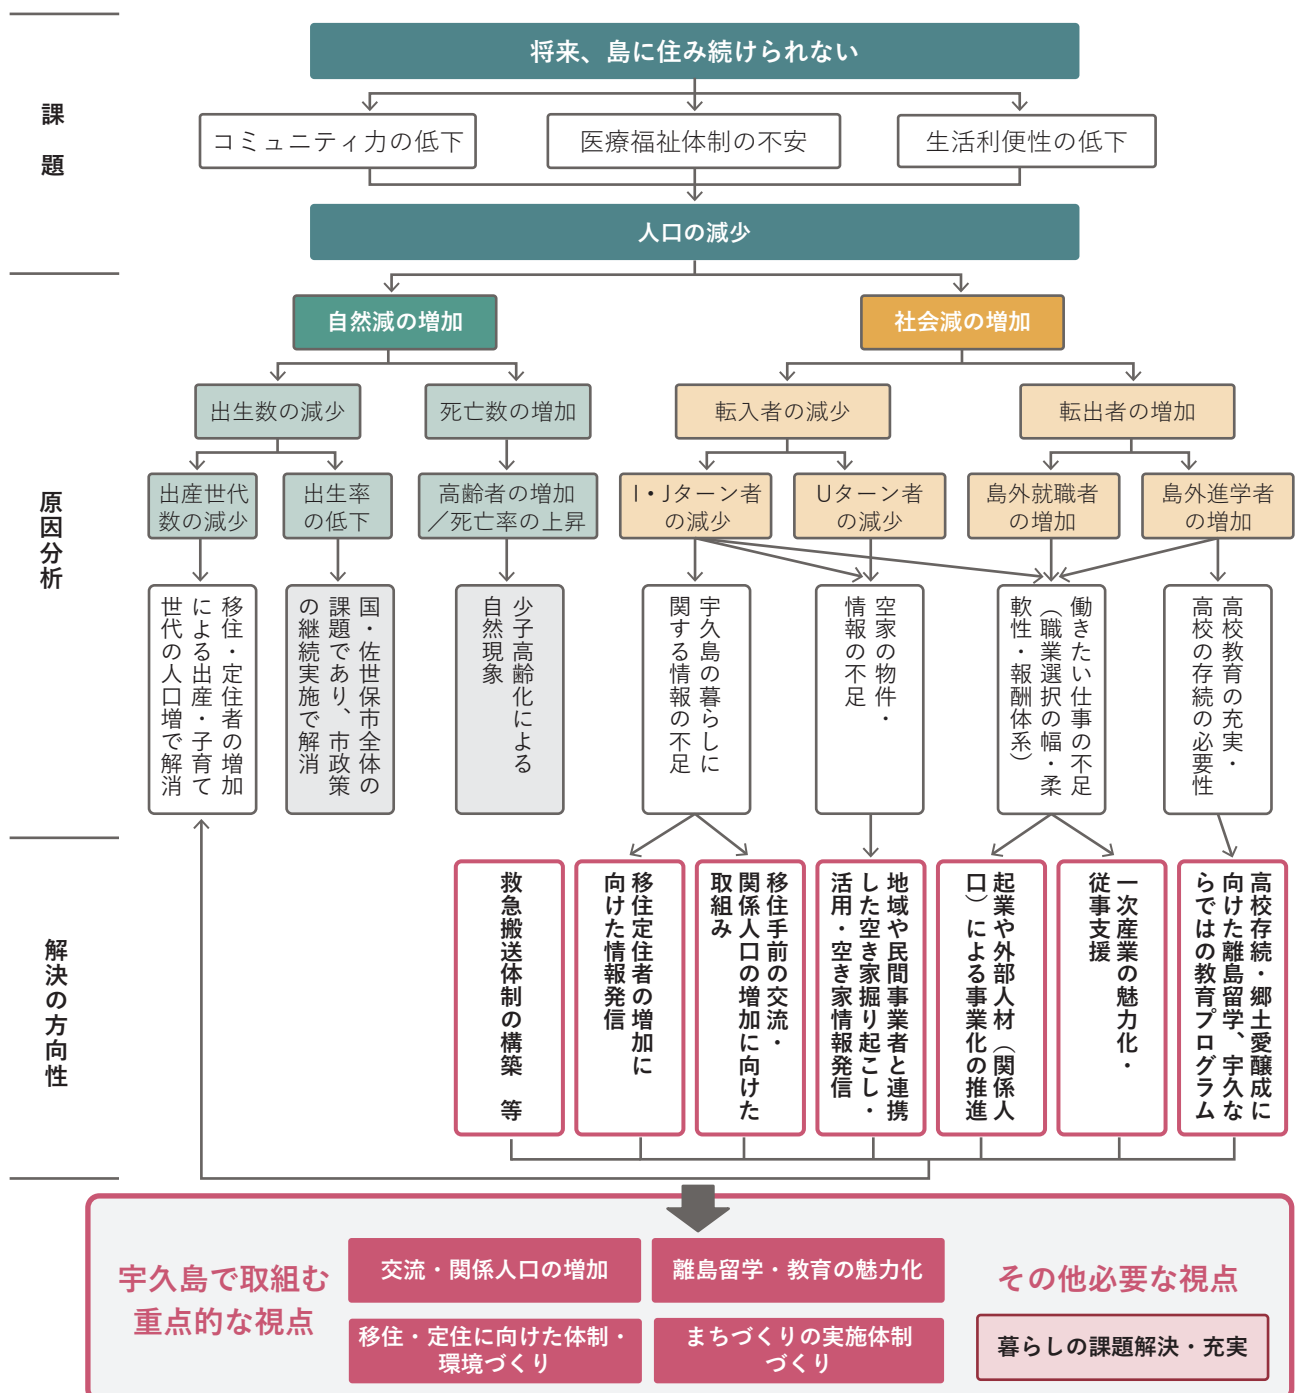 課題
将来、島に住み続けられない
コミュニティ力の低下
医療福祉体制の不安
生活利便性の低下
人口の減少
原因分析
自然減の増加
社会減の増加
出生数の減少
死亡数の増加
転入者の減少
転出者の増加
出産世代
数の減少
出生率
の低下
高齢者の増加
／死亡率の上昇
I・Jターン者
の減少
Uターン者
の減少
島外就職者
の増加
島外進学者
の増加
移住・定住者の増加
による出産・子育て
世代の人口増で解消
国・佐世保市全体の
課題であり、市政策
の継続実施で解消
少子高齢化による
自然現象
宇久島の暮らしに
関する情報の不足
空家の物件・
情報の不足
働きたい仕事の不足
（職業選択の幅・柔
軟性・報酬体系）
高校教育の充実・
高校の存続の必要性
解決の方向性
救急搬送体制の構築　等
移住定住者の増加に
向けた情報発信
移住手前の交流・
関係人口の増加に向けた
取組み
地域や民間事業者と連携
した空き家掘り起こし・
活用・空き家情報発信
起業や外部人材（関係人
口）による事業化の推進
一次産業の魅力化・
従事支援
高校存続・郷土愛醸成に
向けた離島留学、宇久な
らではの教育プログラム
宇久島で取組む
重点的な視点
交流・関係人口の増加
離島留学・教育の魅力化
移住・定住に向けた体制・
環境づくり
まちづくりの実施体制
づくり
その他必要な視点
暮らしの課題解決・充実